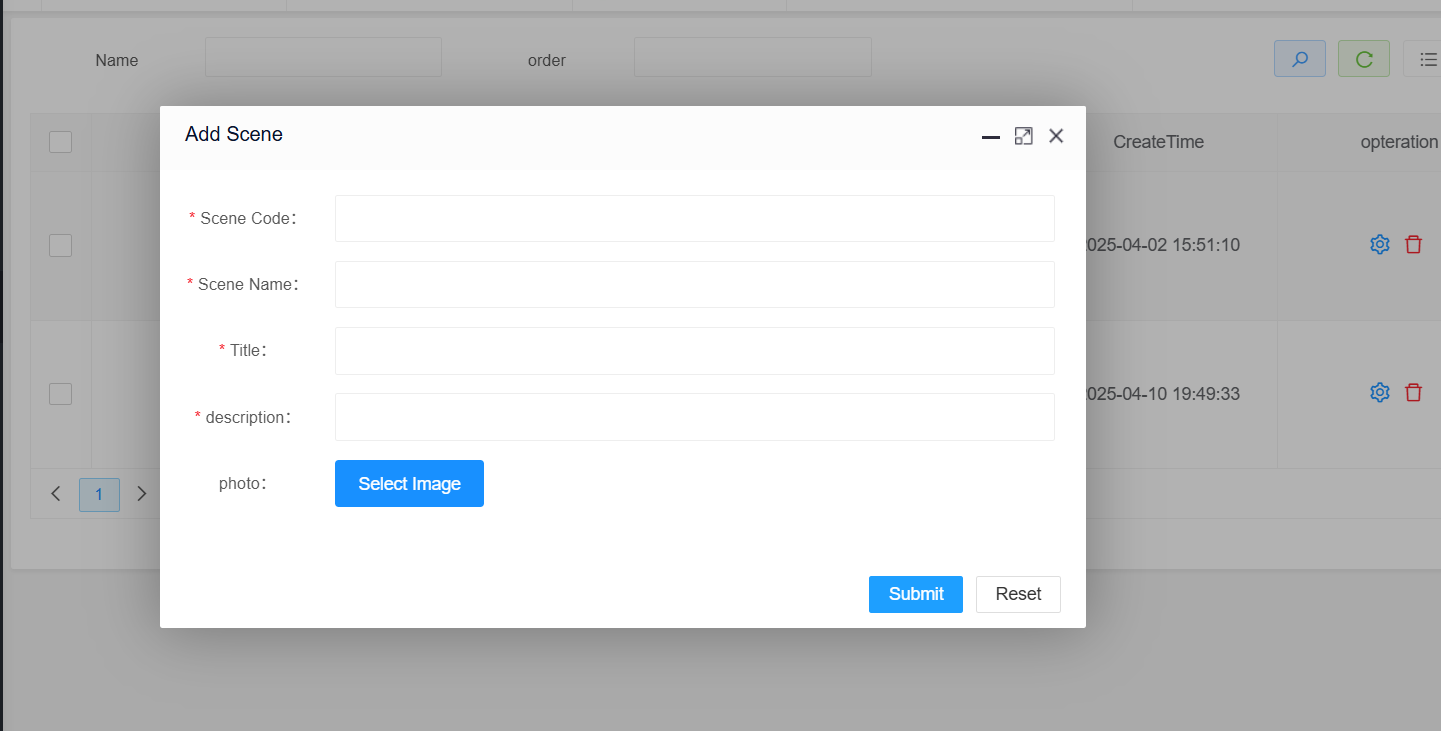 Name order
Add Scene
CreateTime opteration
* Scene Code：
* Scene Name：
025-04-02 15:51:10
* Title：
025-04-10 19:49:33
* description：
photo： Select Image
1
Submit Reset